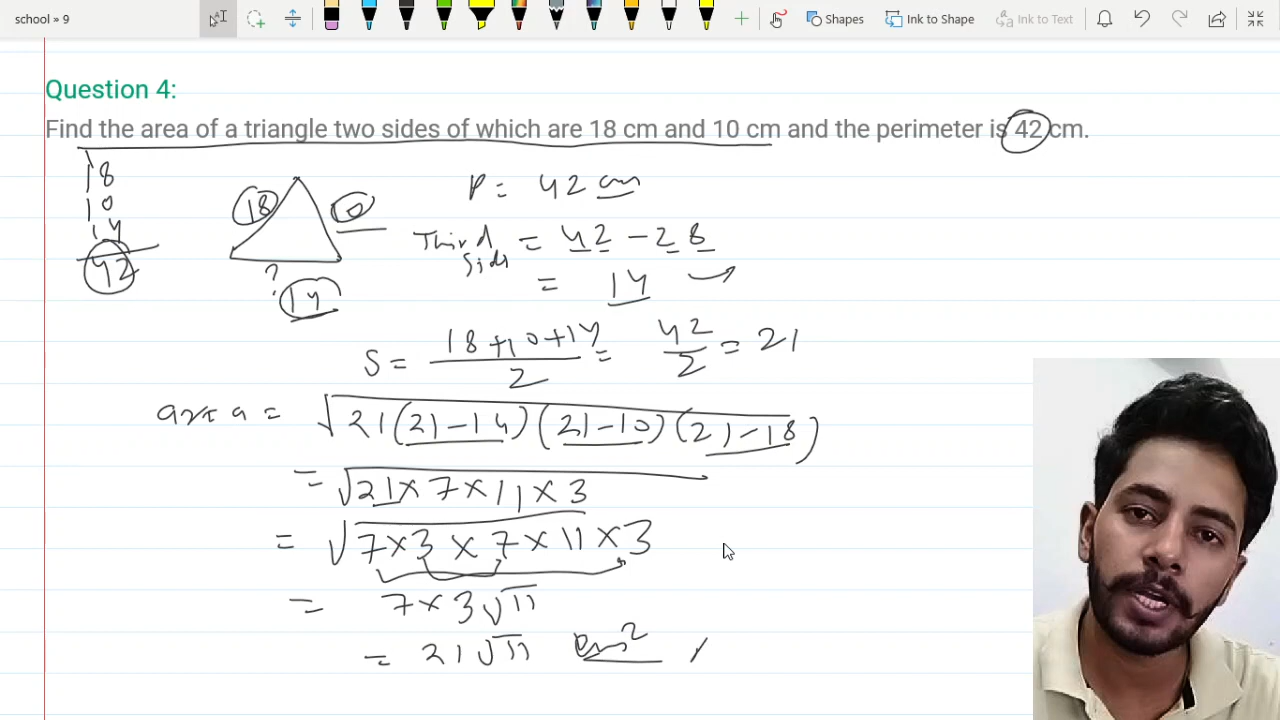 school » 9
Shapes
Ink to Shape
Ink to Text
Question 4:
Find the area of a triangle two sides of which are 18 cm and 10 cm and the perimeter is 42 cm.
18
10
14
42
18
10
?
14
P = 42 cm
Third side = 42 - 28
= 14
S = 18+10+14 / 2 = 42 / 2 = 21
area = √21(21-14)(21-10)(21-18)
= √21×7×11×3
= √7×3×7×11×3
= 7×3√11
= 21√11 cm²